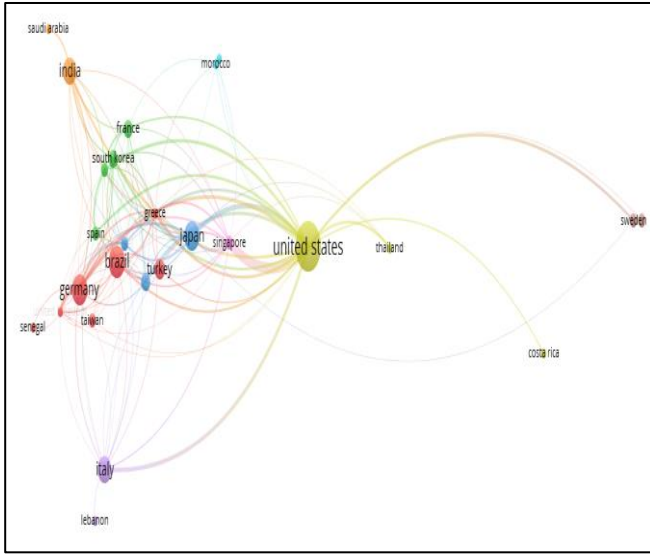 saudi arabia
india
morocco
france
south korea
greece
sweden
spain
japan
singapore
united states
thailand
brazil
turkey
germany
taiwan
senegal
costa rica
italy
lebanon